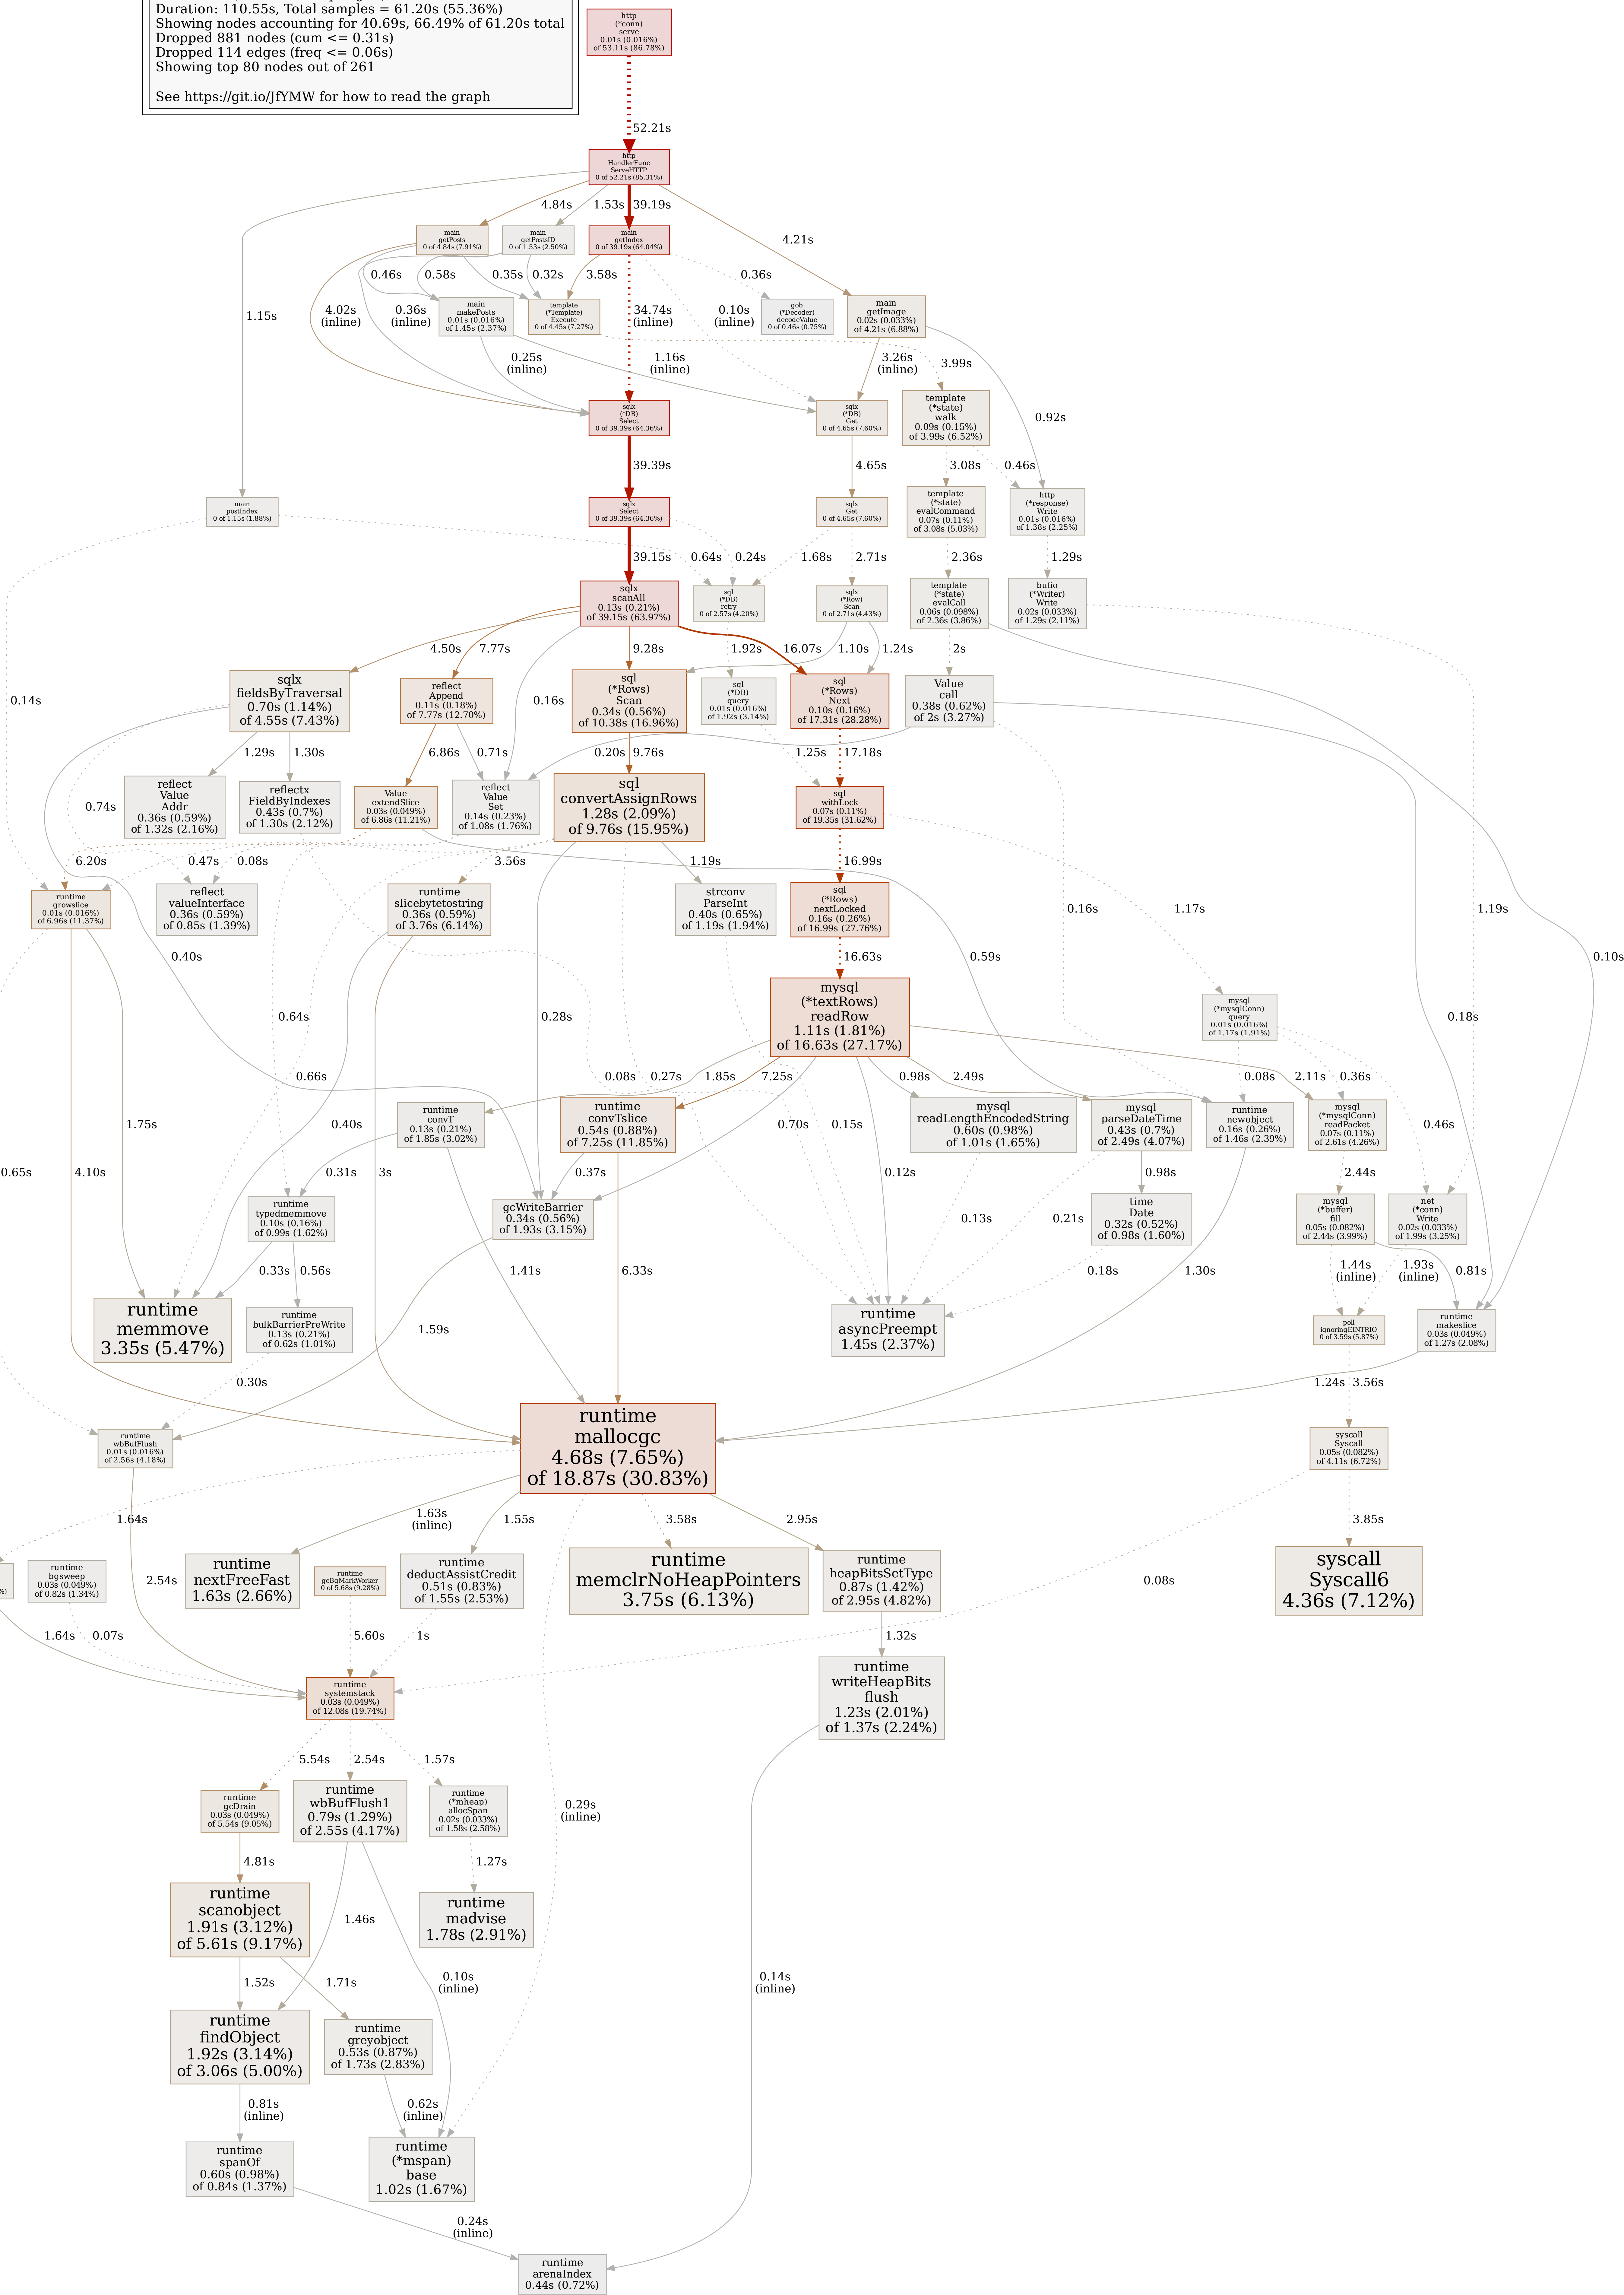 Duration: 110.55s, Total samples = 61.20s (55.36%)
Showing nodes accounting for 40.69s, 66.49% of 61.20s total
Dropped 881 nodes (cum <= 0.31s)
Dropped 114 edges (freq <= 0.06s)
Showing top 80 nodes out of 261
See https://git.io/JfYMW for how to read the graph
http
(*conn)
serve
0.01s (0.016%)
of 53.11s (86.78%)
52.21s
http
HandlerFunc
ServeHTTP
0 of 52.21s (85.31%)
4.84s
1.53s
39.19s
4.21s
1.15s
main
getPosts
0 of 4.84s (7.91%)
main
getPostsID
0 of 1.53s (2.50%)
main
getIndex
0 of 39.19s (64.04%)
0.46s
0.58s
0.35s
0.32s
3.58s
0.36s
4.02s
(inline)
0.36s
(inline)
34.74s
(inline)
0.10s
(inline)
main
makePosts
0.01s (0.016%)
of 1.45s (2.37%)
template
(*Template)
Execute
0 of 4.45s (7.27%)
gob
(*Decoder)
decodeValue
0 of 0.46s (0.75%)
main
getImage
0.02s (0.033%)
of 4.21s (6.88%)
0.25s
(inline)
1.16s
(inline)
3.26s
(inline)
3.99s
0.92s
sqlx
(*DB)
Select
0 of 39.39s (64.36%)
sqlx
(*DB)
Get
0 of 4.65s (7.60%)
template
(*state)
walk
0.09s (0.15%)
of 3.99s (6.52%)
39.39s
4.65s
3.08s
0.46s
main
postIndex
0 of 1.15s (1.88%)
sqlx
Select
0 of 39.39s (64.36%)
sqlx
Get
0 of 4.65s (7.60%)
template
(*state)
evalCommand
0.07s (0.11%)
of 3.08s (5.03%)
http
(*response)
Write
0.01s (0.016%)
of 1.38s (2.25%)
39.15s
0.64s
0.24s
1.68s
2.71s
2.36s
1.29s
sqlx
scanAll
0.13s (0.21%)
of 39.15s (63.97%)
sql
(*DB)
retry
0 of 2.57s (4.20%)
sqlx
(*Row)
Scan
0 of 2.71s (4.43%)
template
(*state)
evalCall
0.06s (0.098%)
of 2.36s (3.86%)
bufio
(*Writer)
Write
0.02s (0.033%)
of 1.29s (2.11%)
4.50s
7.77s
9.28s
1.92s
16.07s
1.10s
1.24s
2s
0.14s
0.16s
sqlx
fieldsByTraversal
0.70s (1.14%)
of 4.55s (7.43%)
reflect
Append
0.11s (0.18%)
of 7.77s (12.70%)
sql
(*Rows)
Scan
0.34s (0.56%)
of 10.38s (16.96%)
sql
(*DB)
query
0.01s (0.016%)
of 1.92s (3.14%)
sql
(*Rows)
Next
0.10s (0.16%)
of 17.31s (28.28%)
Value
call
0.38s (0.62%)
of 2s (3.27%)
1.29s
1.30s
6.86s
0.71s
0.20s
9.76s
1.25s
17.18s
0.74s
reflect
Value
Addr
0.36s (0.59%)
of 1.32s (2.16%)
reflectx
FieldByIndexes
0.43s (0.7%)
of 1.30s (2.12%)
Value
extendSlice
0.03s (0.049%)
of 6.86s (11.21%)
reflect
Value
Set
0.14s (0.23%)
of 1.08s (1.76%)
sql
convertAssignRows
1.28s (2.09%)
of 9.76s (15.95%)
sql
withLock
0.07s (0.11%)
of 19.35s (31.62%)
6.20s
0.47s
0.08s
3.56s
1.19s
16.99s
runtime
growslice
0.01s (0.016%)
of 6.96s (11.37%)
reflect
valueInterface
0.36s (0.59%)
of 0.85s (1.39%)
runtime
slicebytetostring
0.36s (0.59%)
of 3.76s (6.14%)
strconv
ParseInt
0.40s (0.65%)
of 1.19s (1.94%)
sql
(*Rows)
nextLocked
0.16s (0.26%)
of 16.99s (27.76%)
0.16s
1.17s
1.19s
0.40s
16.63s
0.59s
0.10s
0.64s
0.28s
0.18s
mysql
(*textRows)
readRow
1.11s (1.81%)
of 16.63s (27.17%)
mysql
(*mysqlConn)
query
0.01s (0.016%)
of 1.17s (1.91%)
0.66s
0.08s
0.27s
1.85s
7.25s
0.98s
2.49s
0.08s
2.11s
0.36s
1.75s
0.40s
0.70s
0.15s
0.46s
runtime
convT
0.13s (0.21%)
of 1.85s (3.02%)
runtime
convTslice
0.54s (0.88%)
of 7.25s (11.85%)
mysql
readLengthEncodedString
0.60s (0.98%)
of 1.01s (1.65%)
mysql
parseDateTime
0.43s (0.7%)
of 2.49s (4.07%)
runtime
newobject
0.16s (0.26%)
of 1.46s (2.39%)
mysql
(*mysqlConn)
readPacket
0.07s (0.11%)
of 2.61s (4.26%)
0.65s
4.10s
0.31s
3s
0.37s
0.12s
0.98s
2.44s
runtime
typedmemmove
0.10s (0.16%)
of 0.99s (1.62%)
gcWriteBarrier
0.34s (0.56%)
of 1.93s (3.15%)
time
Date
0.32s (0.52%)
of 0.98s (1.60%)
mysql
(*buffer)
fill
0.05s (0.082%)
of 2.44s (3.99%)
net
(*conn)
Write
0.02s (0.033%)
of 1.99s (3.25%)
0.13s
0.21s
0.33s
0.56s
1.41s
6.33s
0.18s
1.30s
1.44s
(inline)
1.93s
(inline)
0.81s
runtime
memmove
3.35s (5.47%)
runtime
bulkBarrierPreWrite
0.13s (0.21%)
of 0.62s (1.01%)
runtime
asyncPreempt
1.45s (2.37%)
poll
ignoringEINTRIO
0 of 3.59s (5.87%)
runtime
makeslice
0.03s (0.049%)
of 1.27s (2.08%)
1.59s
0.30s
1.24s
3.56s
runtime
wbBufFlush
0.01s (0.016%)
of 2.56s (4.18%)
runtime
mallocgc
4.68s (7.65%)
of 18.87s (30.83%)
syscall
Syscall
0.05s (0.082%)
of 4.11s (6.72%)
1.64s
1.63s
(inline)
1.55s
3.58s
2.95s
3.85s
runtime
bgsweep
0.03s (0.049%)
of 0.82s (1.34%)
2.54s
runtime
nextFreeFast
1.63s (2.66%)
runtime
gcBgMarkWorker
0 of 5.68s (9.28%)
runtime
deductAssistCredit
0.51s (0.83%)
of 1.55s (2.53%)
runtime
memclrNoHeapPointers
3.75s (6.13%)
runtime
heapBitsSetType
0.87s (1.42%)
of 2.95s (4.82%)
0.08s
syscall
Syscall6
4.36s (7.12%)
1.64s
0.07s
5.60s
1s
1.32s
runtime
systemstack
0.03s (0.049%)
of 12.08s (19.74%)
runtime
writeHeapBits
flush
1.23s (2.01%)
of 1.37s (2.24%)
5.54s
2.54s
1.57s
runtime
gcDrain
0.03s (0.049%)
of 5.54s (9.05%)
runtime
wbBufFlush1
0.79s (1.29%)
of 2.55s (4.17%)
runtime
(*mheap)
allocSpan
0.02s (0.033%)
of 1.58s (2.58%)
0.29s
(inline)
4.81s
1.27s
runtime
scanobject
1.91s (3.12%)
of 5.61s (9.17%)
1.46s
runtime
madvise
1.78s (2.91%)
1.52s
1.71s
0.10s
(inline)
0.14s
(inline)
runtime
findObject
1.92s (3.14%)
of 3.06s (5.00%)
runtime
greyobject
0.53s (0.87%)
of 1.73s (2.83%)
0.81s
(inline)
0.62s
(inline)
runtime
spanOf
0.60s (0.98%)
of 0.84s (1.37%)
runtime
(*mspan)
base
1.02s (1.67%)
0.24s
(inline)
runtime
arenaIndex
0.44s (0.72%)